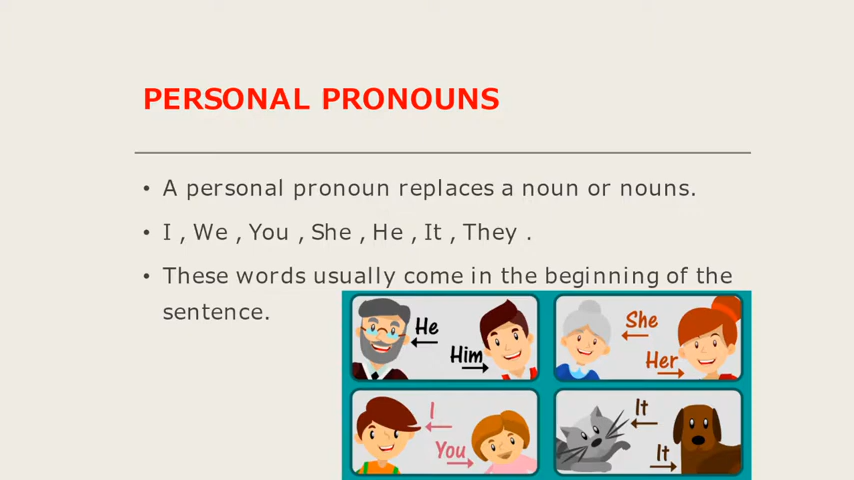 PERSONAL PRONOUNS
• A personal pronoun replaces a noun or nouns.
• I , We , You , She , He , It , They .
• These words usually come in the beginning of the
sentence.
He
Him
She
Her
I
You
It
It